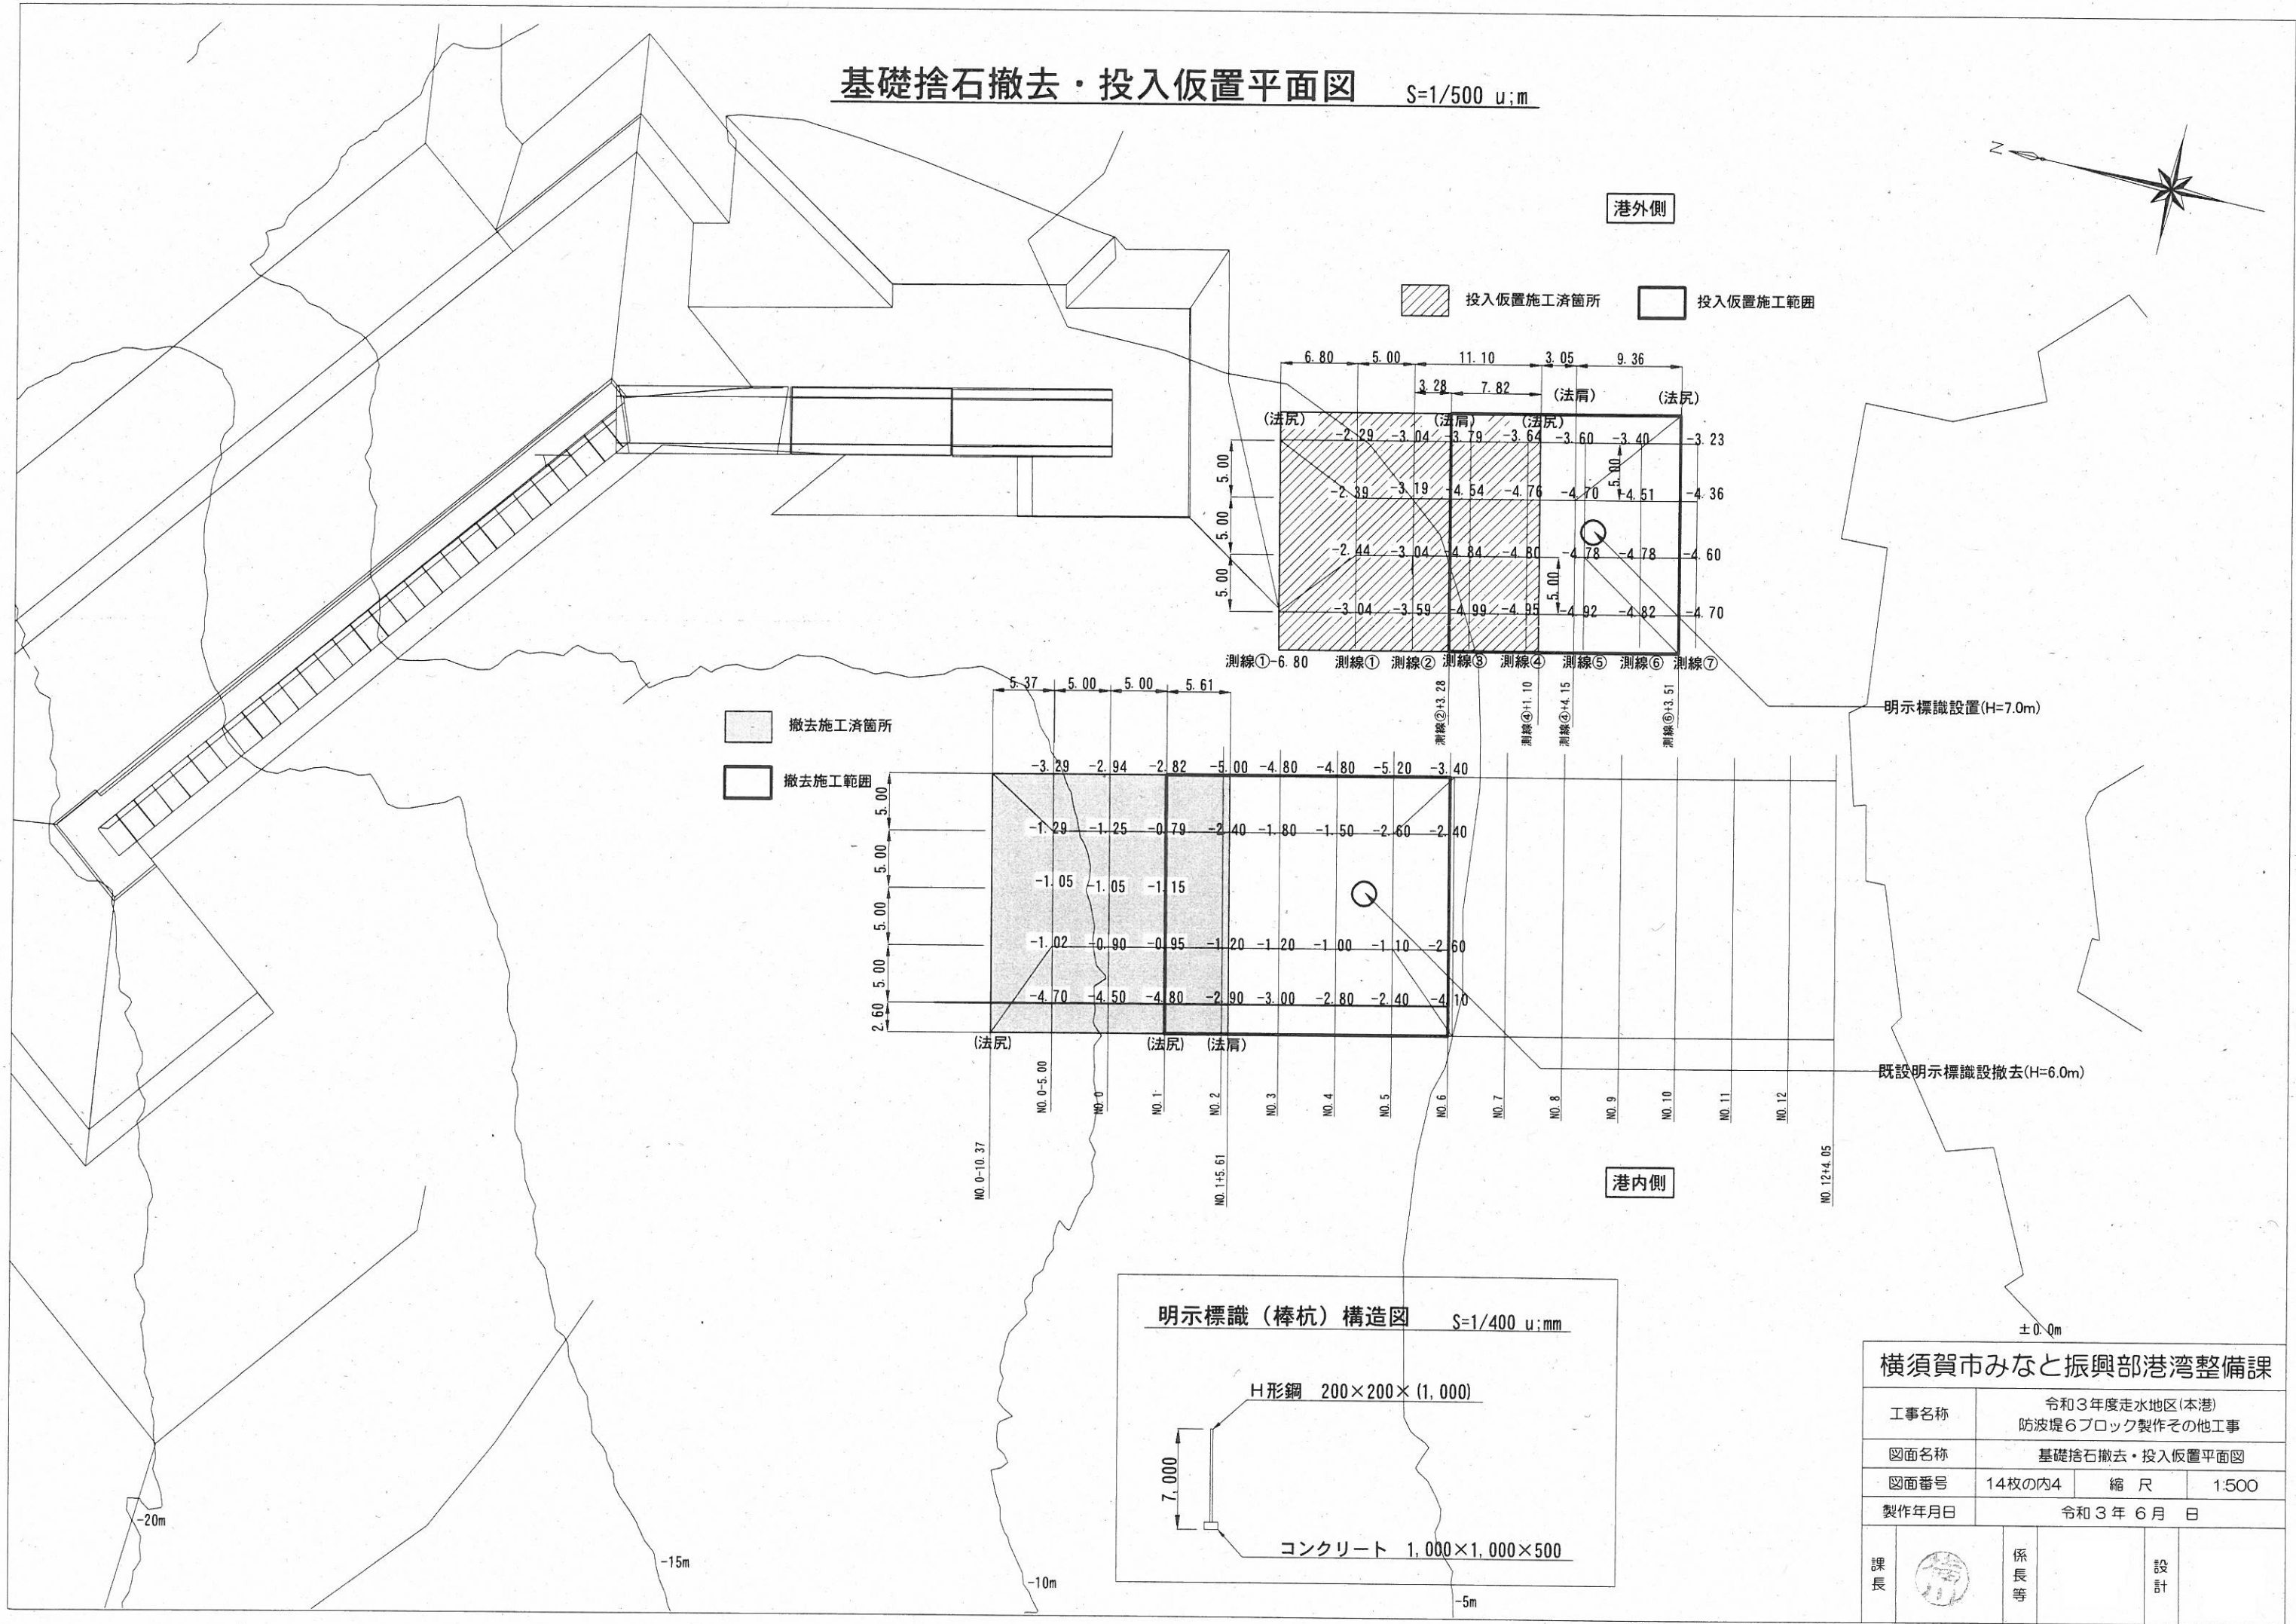 基礎捨石撤去・投入仮置平面図 S=1/500 u;m
N
港外側
投入仮置施工済箇所
投入仮置施工範囲
6.80 5.00 11.10 3.05 9.36
3.28 7.82
(法肩) (法尻)
(法尻) (法肩) (法尻)
-2.29 -3.04 -3.79 -3.64 -3.60 -3.40 -3.23
5.00 5.00
-2.39 -3.19 -4.54 -4.76 -4.70 -4.51 -4.36
5.00
-2.44 -3.04 -4.84 -4.80 -4.78 -4.78 -4.60
5.00 5.00
-3.04 -3.59 -4.99 -4.95 -4.92 -4.82 -4.70
測線①-6.80 測線① 測線② 測線③ 測線④ 測線⑤ 測線⑥ 測線⑦
測線②+3.28 測線④+1.10 測線④+4.15 測線⑥+3.51
明示標識設置(H=7.0m)
撤去施工済箇所
撤去施工範囲
5.37 5.00 5.00 5.61
-3.29 -2.94 -2.82 -5.00 -4.80 -4.80 -5.20 -3.40
5.00
-1.29 -1.25 -0.79 -2.40 -1.80 -1.50 -2.60 -2.40
5.00
-1.05 -1.05 -1.15
5.00
-1.02 -0.90 -0.95 -1.20 -1.20 -1.00 -1.10 -2.60
5.00
-4.70 -4.50 -4.80 -2.90 -3.00 -2.80 -2.40 -4.10
2.60
(法尻) (法尻) (法肩)
既設明示標識設撤去(H=6.0m)
NO.0-5.00 NO.0 NO.1 NO.2 NO.3 NO.4 NO.5 NO.6 NO.7 NO.8 NO.9 NO.10 NO.11 NO.12
NO.0-10.37 NO.1+5.61 NO.12+4.05
港内側
明示標識（棒杭）構造図 S=1/400 u;mm
H形鋼 200×200×(1,000)
7,000
コンクリート 1,000×1,000×500
-20m
-15m
-10m
-5m
±0.0m
横須賀市みなと振興部港湾整備課
工事名称 令和３年度走水地区(本港)
防波堤６ブロック製作その他工事
図面名称 基礎捨石撤去・投入仮置平面図
図面番号 14枚の内4 縮 尺 1:500
製作年月日 令和３年 ６月 日
課長 係長等 設計